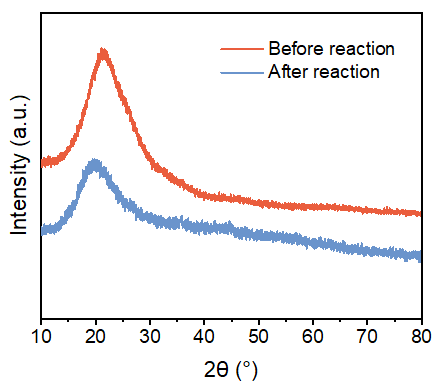 Before reaction
After reaction
Intensity (a.u.)
10 20 30 40 50 60 70 80
2θ (°)